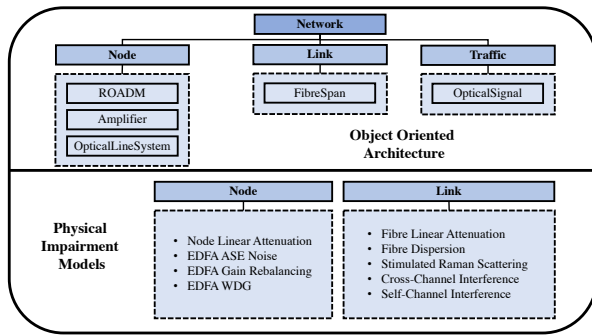 Network
Node
Link
Traffic
ROADM
Amplifier
OpticalLineSystem
FibreSpan
OpticalSignal
Object Oriented
Architecture
Physical
Impairment
Models
Node
• Node Linear Attenuation
• EDFA ASE Noise
• EDFA Gain Rebalancing
• EDFA WDG
Link
• Fibre Linear Attenuation
• Fibre Dispersion
• Stimulated Raman Scattering
• Cross-Channel Interference
• Self-Channel Interference